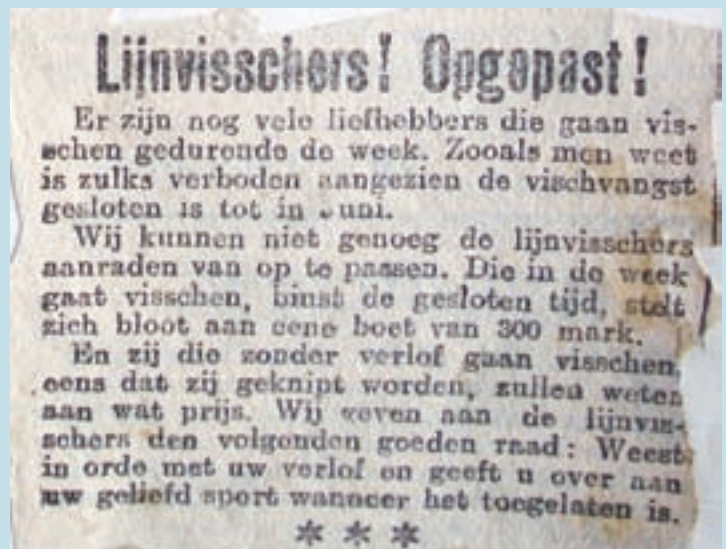 Lijnvisschers! Opgepast!
Er zijn nog vele liefhebbers die gaan vis-
schen gedurende de week. Zooals men weet
is zulks verboden aangezien de vischvangst
gesloten is tot in Juni.
Wij kunnen niet genoeg de lijnvisschers
aanraden van op te passen. Die in de week
gaat visschen, binst de gesloten tijd, stelt
zich bloot aan eene boet van 300 mark.
En zij die zonder verlof gaan visschen,
eens dat zij geknipt worden, zullen weten
aan wat prijs. Wij geven aan de lijnvis-
schers den volgenden goeden raad: Weest
in orde met uw verlof en geeft u over aan
uw geliefd sport wanneer het toegelaten is.
* * *